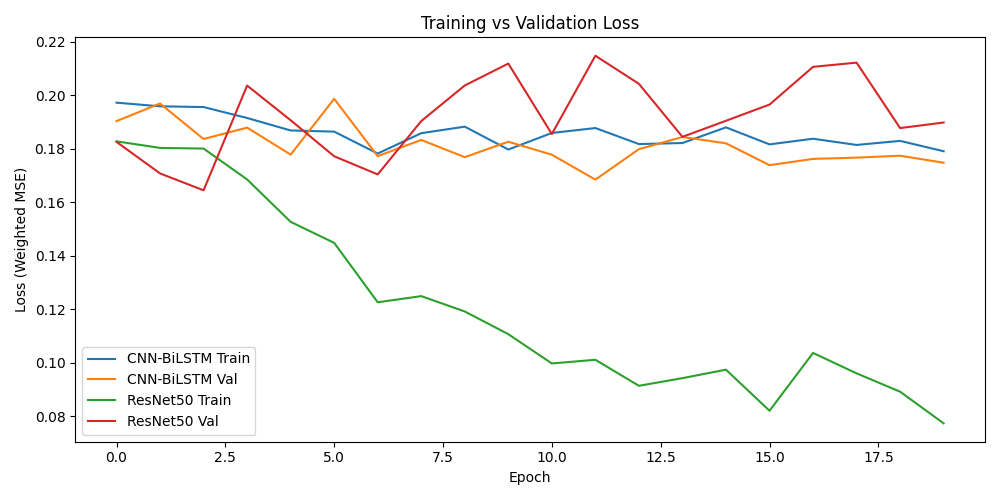 Training vs Validation Loss
0.22
0.20
0.18
0.16
0.14
0.12
0.10
0.08
Loss (Weighted MSE)
CNN-BiLSTM Train
CNN-BiLSTM Val
ResNet50 Train
ResNet50 Val
0.0 2.5 5.0 7.5 10.0 12.5 15.0 17.5
Epoch